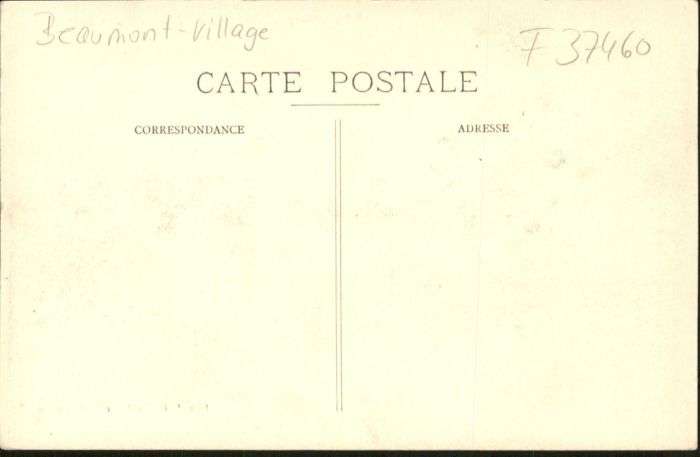 Beaumont-Village
F 37460
CARTE POSTALE
CORRESPONDANCE
ADRESSE